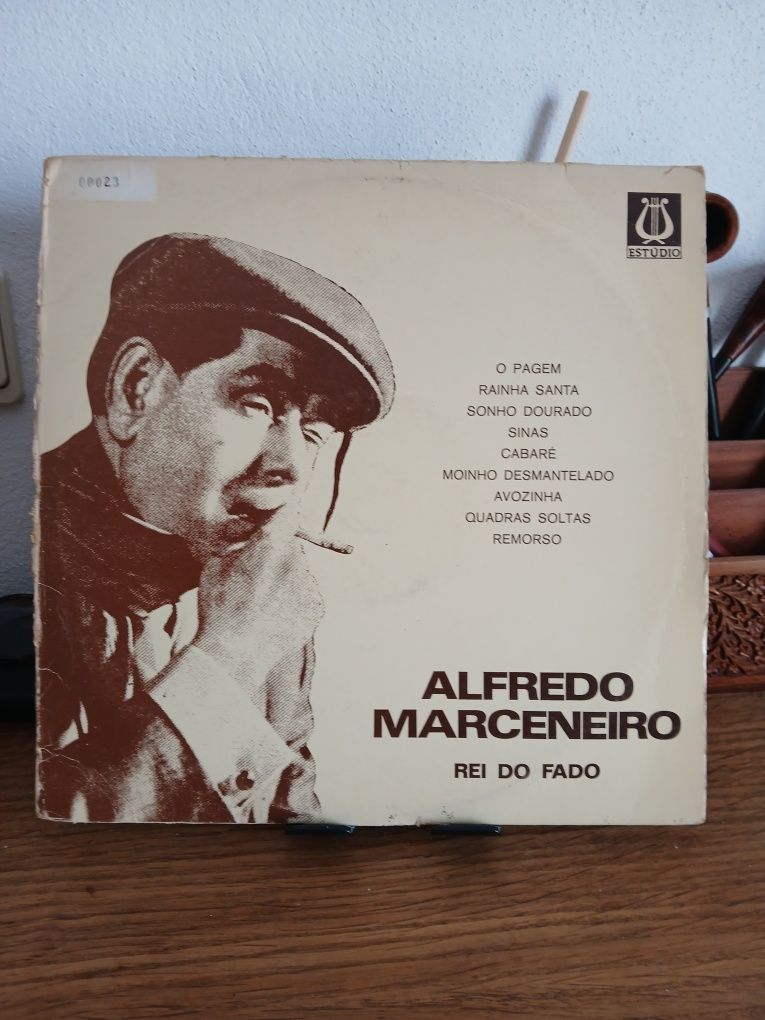 00023
ESTÚDIO
O PAGEM
RAINHA SANTA
SONHO DOURADO
SINAS
CABARÉ
MOINHO DESMANTELADO
AVOZINHA
QUADRAS SOLTAS
REMORSO
ALFREDO
MARCENEIRO
REI DO FADO